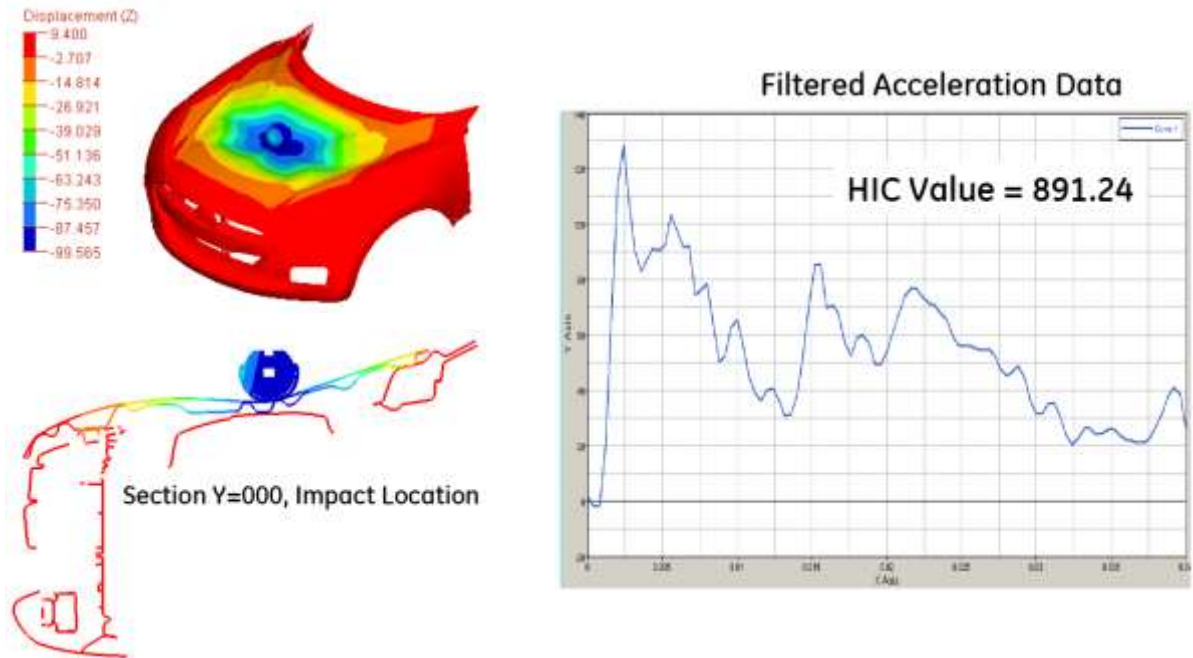 Displacement (Z)
9.400
-2.707
-14.814
-26.921
-39.029
-51.136
-63.243
-75.350
-87.457
-99.565
Section Y=000, Impact Location
Filtered Acceleration Data
HIC Value = 891.24